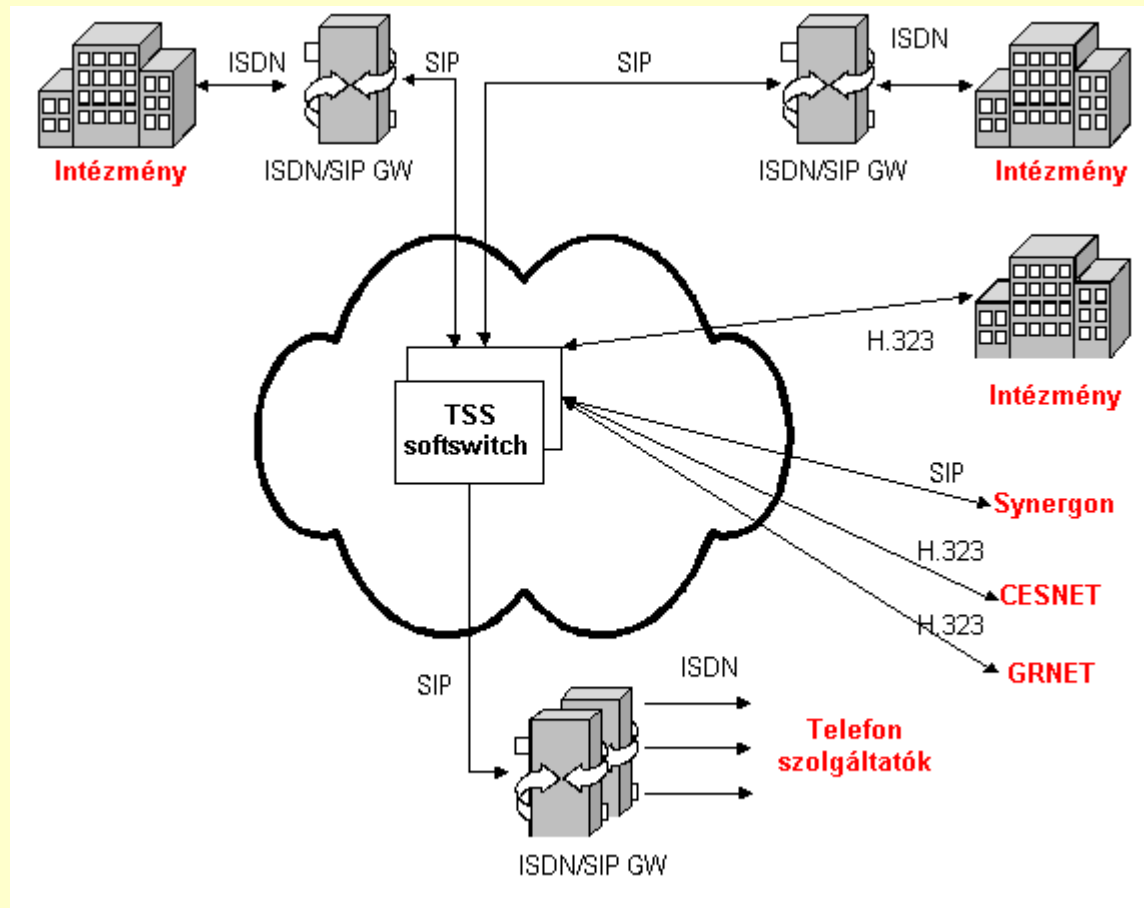 ISDN
SIP
SIP
ISDN
Intézmény
ISDN/SIP GW
ISDN/SIP GW
Intézmény
H.323
Intézmény
TSS
softswitch
SIP
Synergon
H.323
CESNET
H.323
GRNET
SIP
ISDN
Telefon
szolgáltatók
ISDN/SIP GW